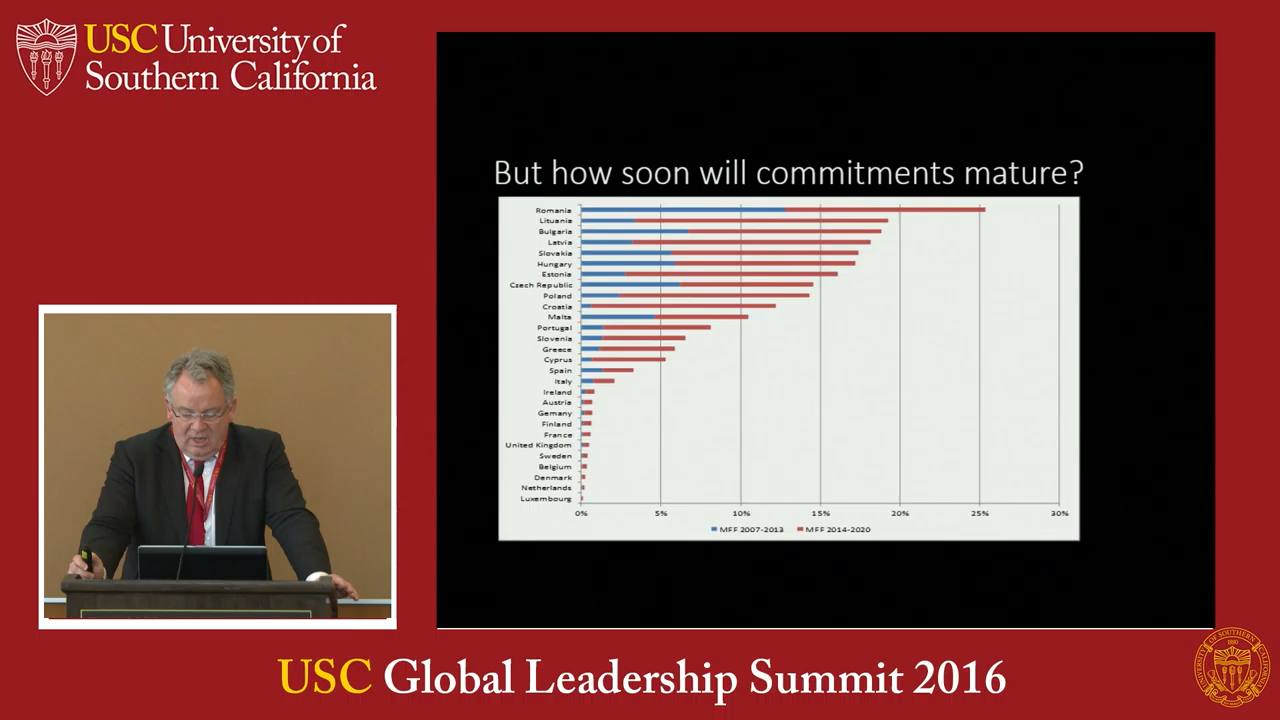 USC University of
Southern California
But how soon will commitments mature?
Romania
Lituania
Bulgaria
Latvia
Slovakia
Hungary
Estonia
Czech Republic
Poland
Croatia
Malta
Portugal
Slovenia
Greece
Cyprus
Spain
Italy
Ireland
Austria
Gemany
Finland
France
United Kingdom
Sweden
Belgium
Denmark
Netherlands
Luxembourg
0% 5% 10% 15% 20% 25% 30%
MFF 2007-2013 MFF 2014-2020
USC Global Leadership Summit 2016